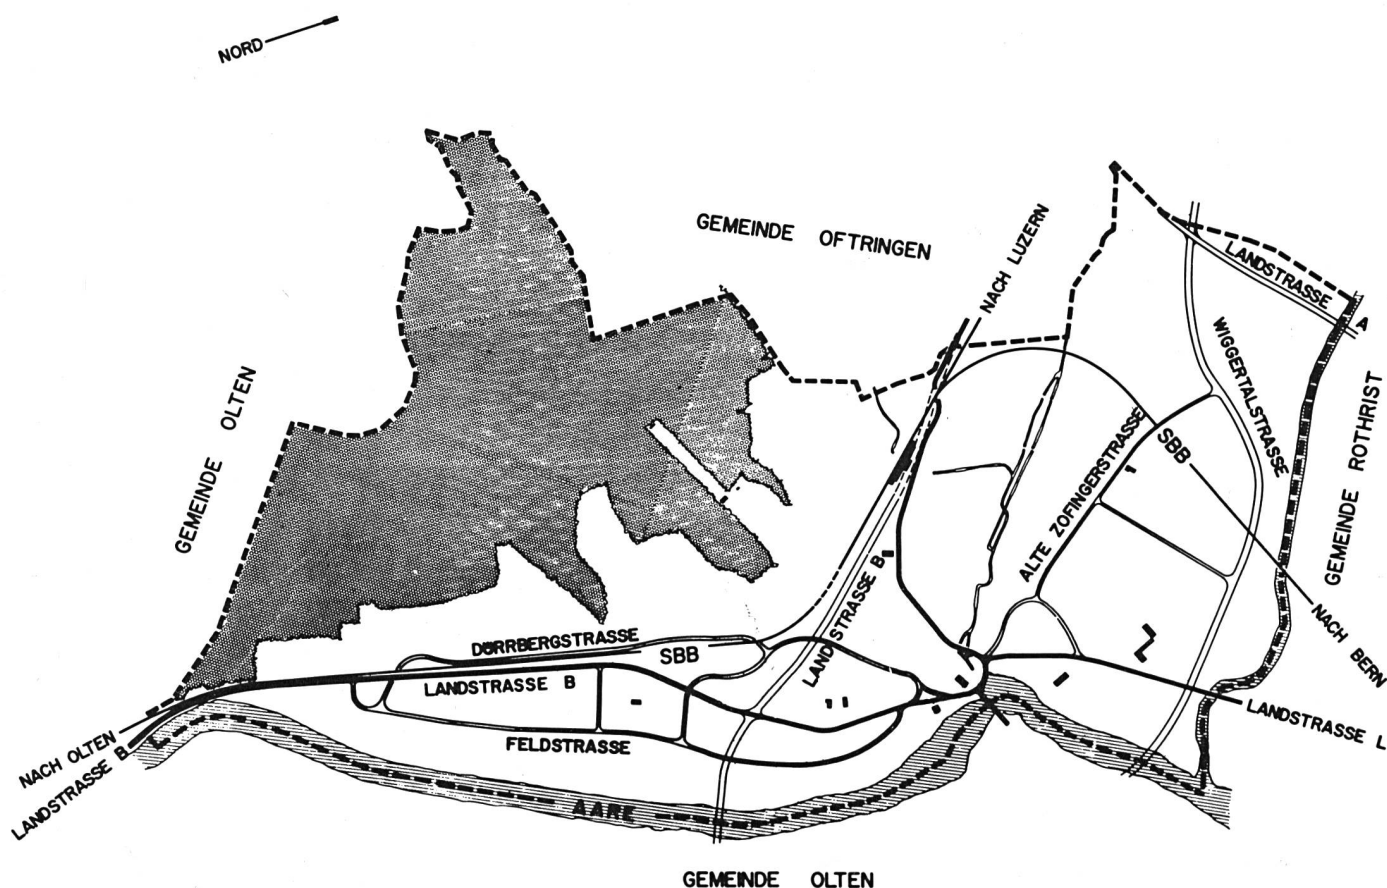 NORD
GEMEINDE OFTRINGEN
NACH LUZERN
LANDSTRASSE A
WIGGERTALSTRASSE
GEMEINDE OLTEN
GEMEINDE ROTHRIST
SBB
ALTE ZOFINGERSTRASSE
LANDSTRASSE B
NACH BERN
DÜRRBERGSTRASSE
SBB
LANDSTRASSE B
LANDSTRASSE L
FELDSTRASSE
NACH OLTEN
LANDSTRASSE B
AARE
GEMEINDE OLTEN